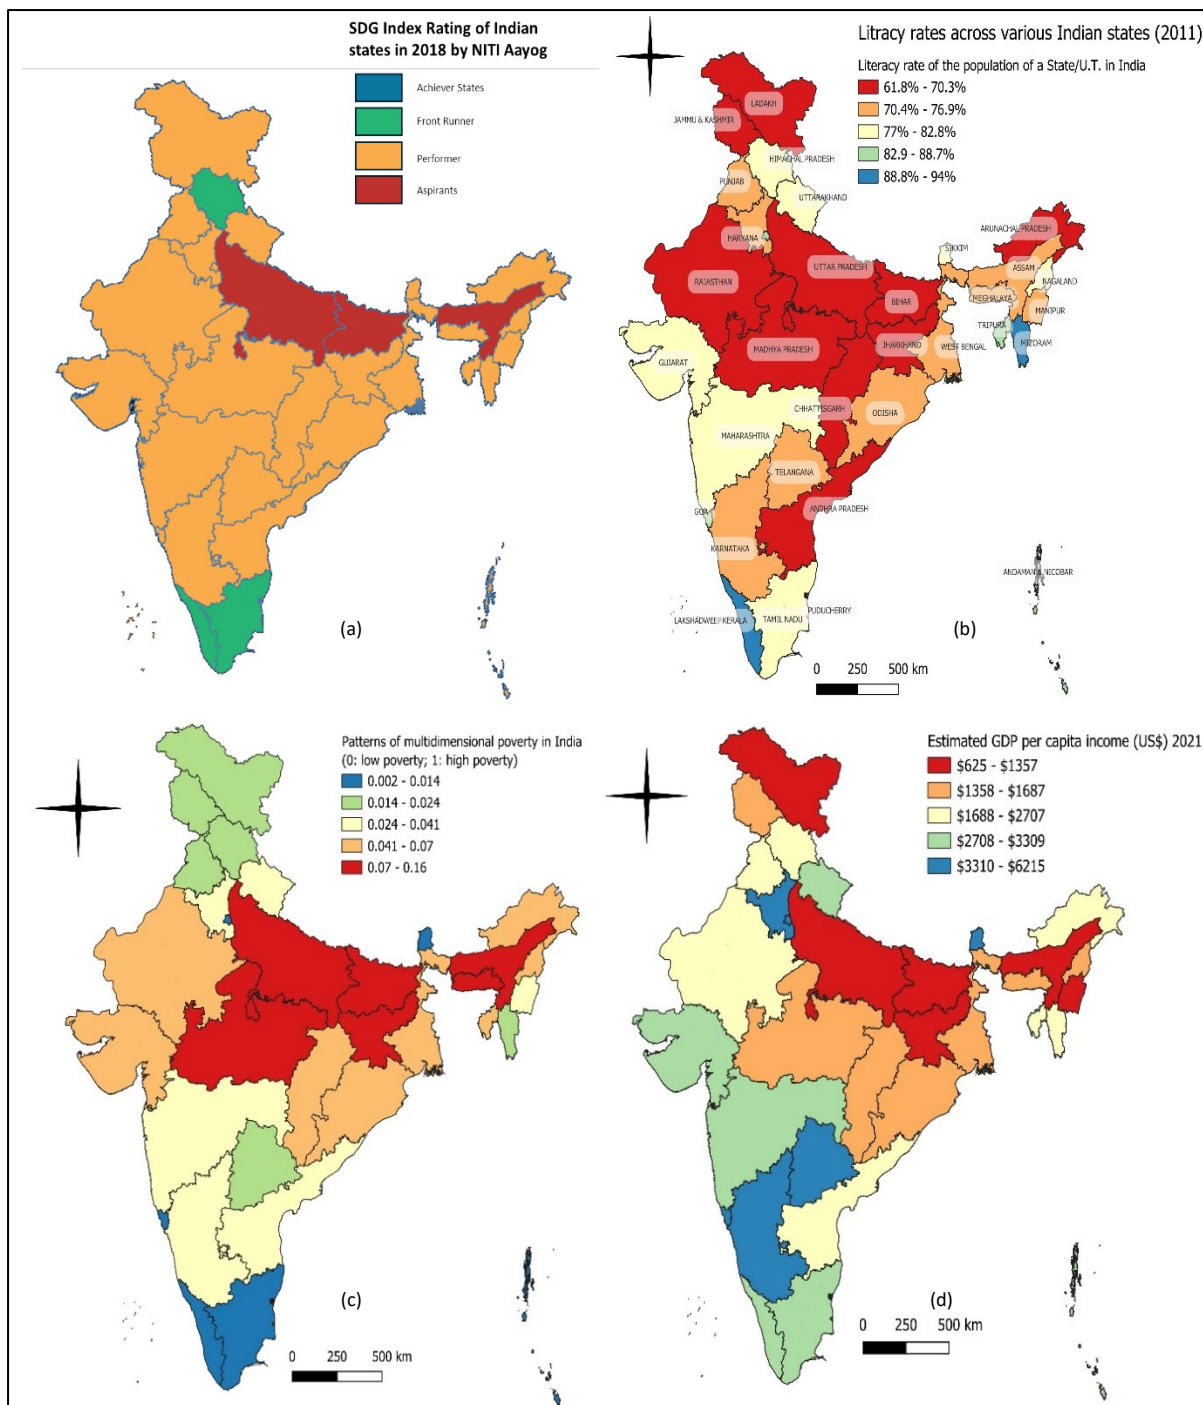 SDG Index Rating of Indian
states in 2018 by NITI Aayog
Achiever States
Front Runner
Performer
Aspirants
(a)
Litracy rates across various Indian states (2011)
Literacy rate of the population of a State/U.T. in India
61.8% - 70.3%
70.4% - 76.9%
77% - 82.8%
82.9 - 88.7%
88.8% - 94%
LADAKH
JAMMU & KASHMIR
HIMACHAL PRADESH
PUNJAB
UTTARAKHAND
HARYANA
ARUNACHAL PRADESH
SIKKIM
ASSAM
NAGALAND
RAJASTHAN
UTTAR PRADESH
BIHAR
MEGHALAYA
MANIPUR
TRIPURA
MIZORAM
GUJARAT
MADHYA PRADESH
JHARKHAND
WEST BENGAL
CHHATTISGARH
ODISHA
MAHARASHTRA
TELANGANA
GOA
ANDHRA PRADESH
KARNATAKA
ANDAMAN & NICOBAR
LAKSHADWEEP
KERALA
TAMIL NADU
PUDUCHERRY
(b)
0 250 500 km
Patterns of multidimensional poverty in India
(0: low poverty; 1: high poverty)
0.002 - 0.014
0.014 - 0.024
0.024 - 0.041
0.041 - 0.07
0.07 - 0.16
(c)
0 250 500 km
Estimated GDP per capita income (US$) 2021
$625 - $1357
$1358 - $1687
$1688 - $2707
$2708 - $3309
$3310 - $6215
(d)
0 250 500 km